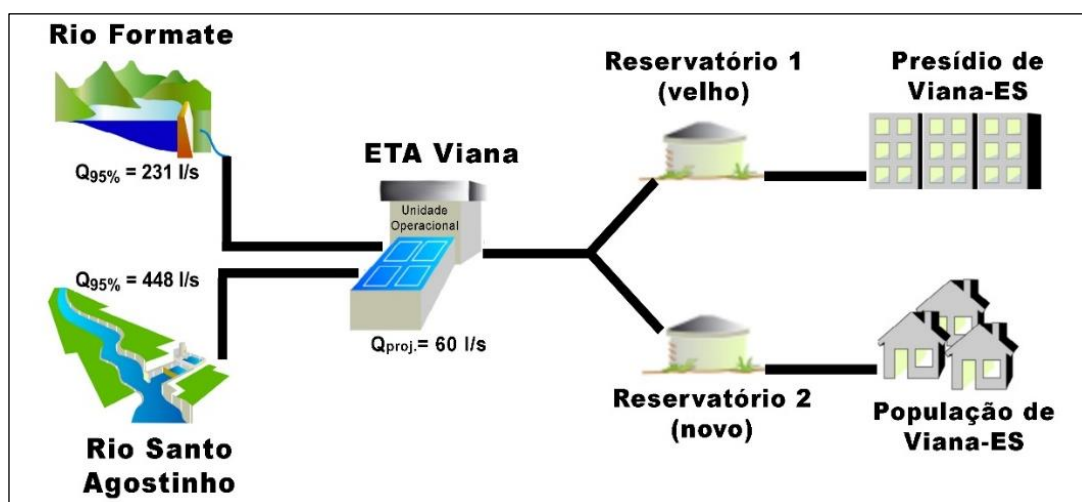 Rio Formate
Q95% = 231 l/s
ETA Viana
Unidade
Operacional
Qproj.= 60 l/s
Q95% = 448 l/s
Rio Santo
Agostinho
Reservatório 1
(velho)
Presídio de
Viana-ES
Reservatório 2
(novo)
População de
Viana-ES